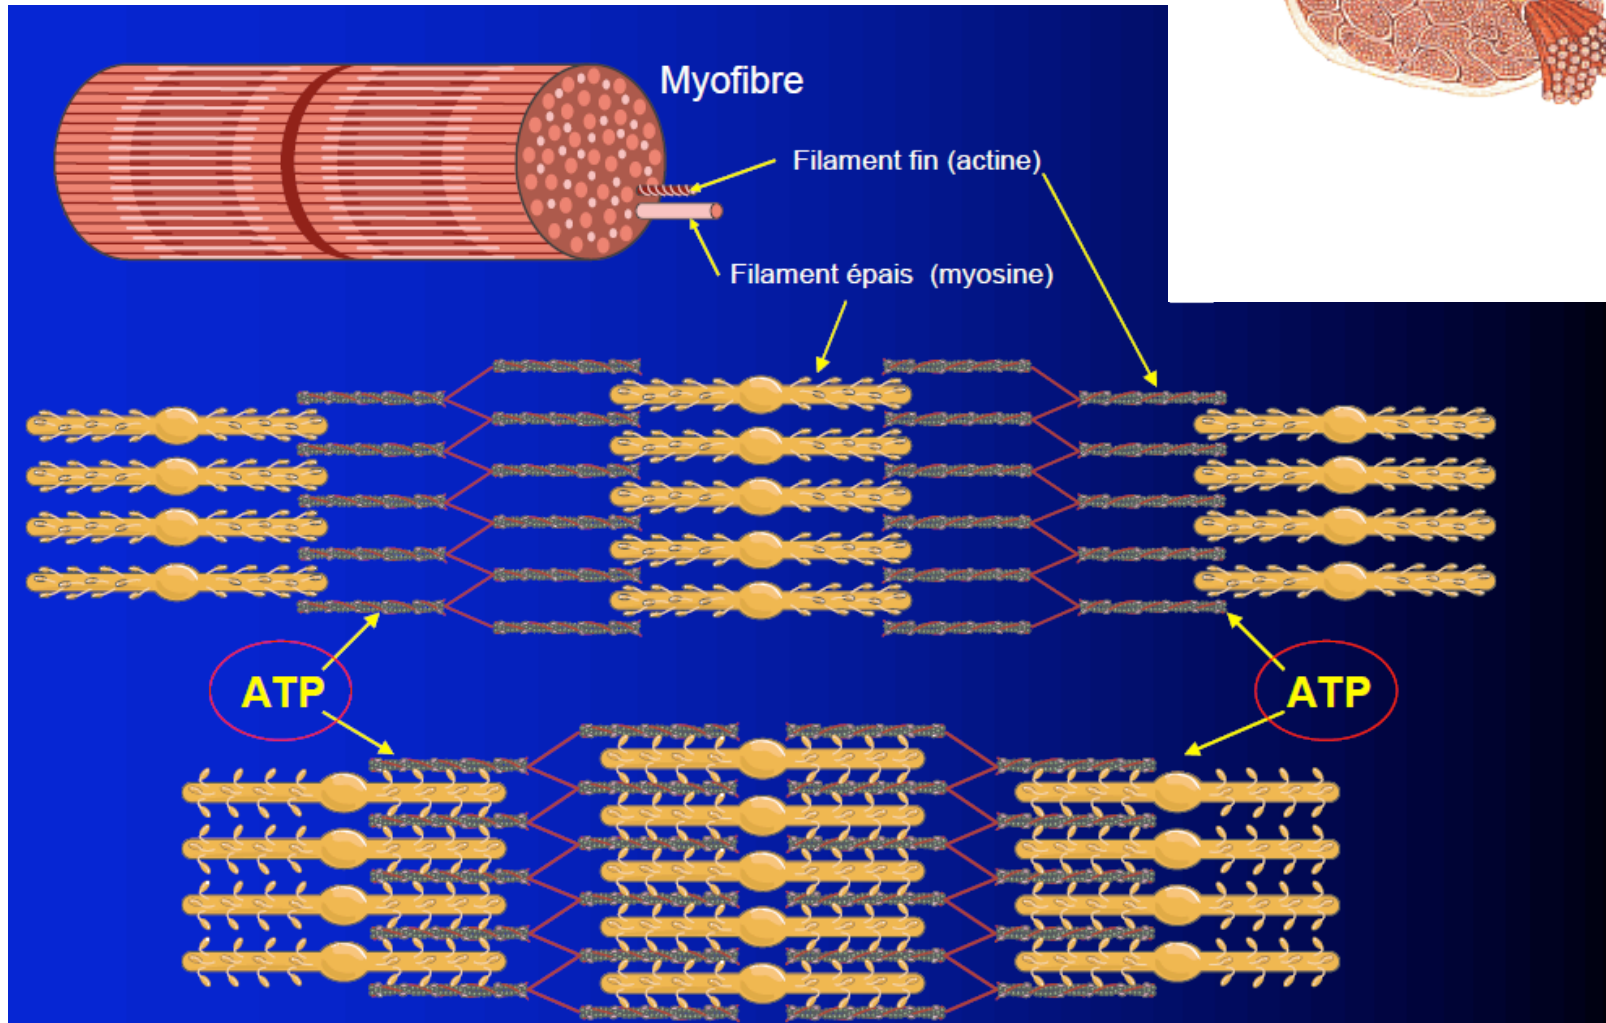 Myofibre
Filament fin (actine)
Filament épais (myosine)
ATP
ATP